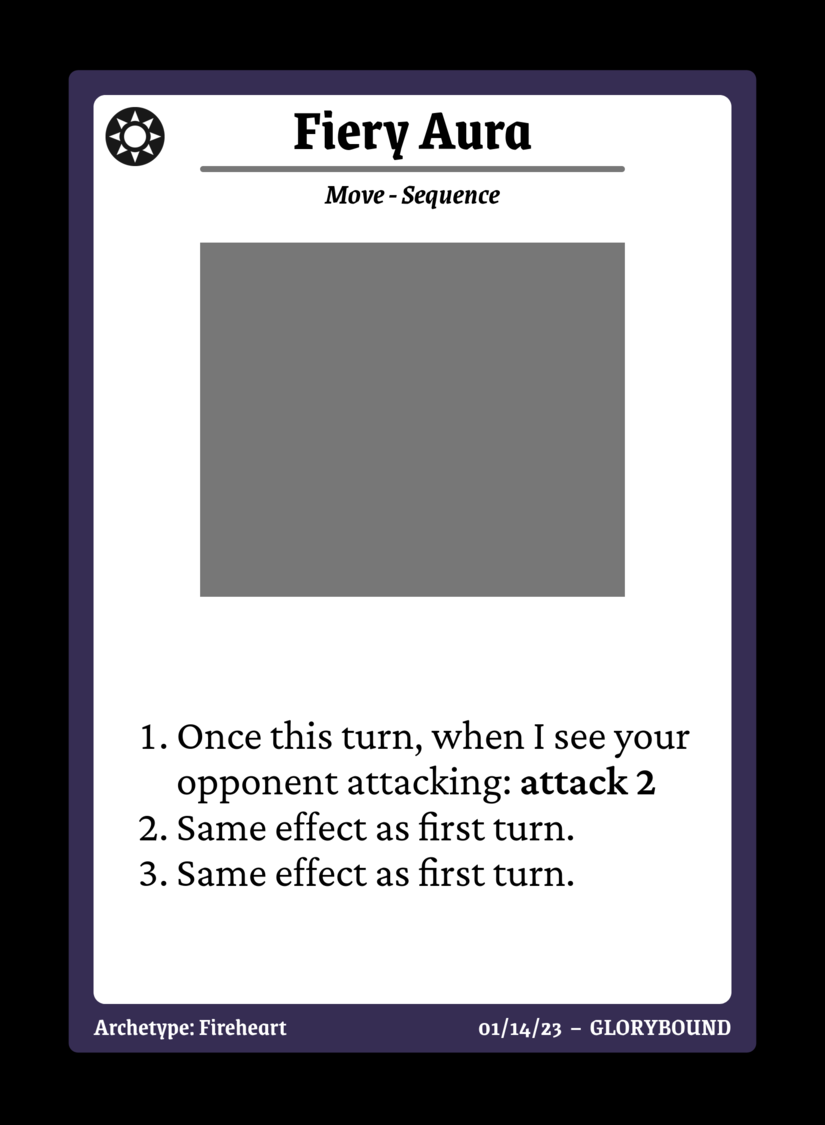 Fiery Aura
Move - Sequence
1. Once this turn, when I see your
opponent attacking: attack 2
2. Same effect as first turn.
3. Same effect as first turn.
Archetype: Fireheart
01/14/23 – GLORYBOUND